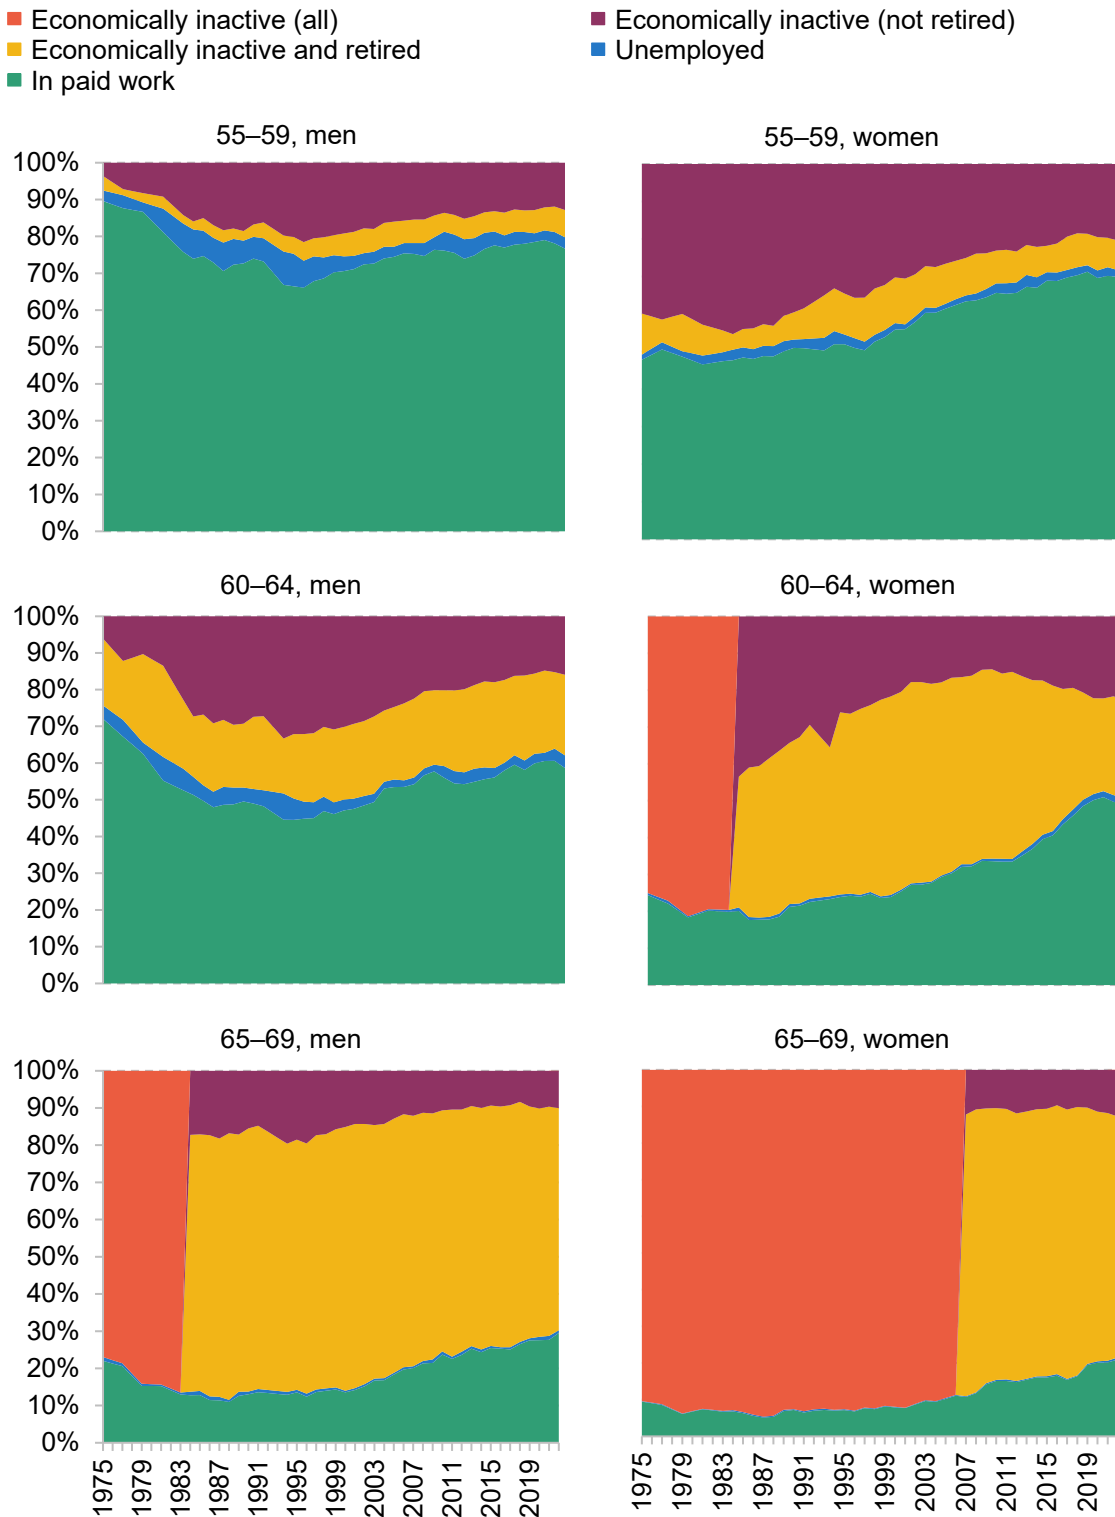 Economically inactive (all)
Economically inactive (not retired)
Economically inactive and retired
Unemployed
In paid work
55–59, men
55–59, women
100%
90%
80%
70%
60%
50%
40%
30%
20%
10%
0%
60–64, men
60–64, women
100%
90%
80%
70%
60%
50%
40%
30%
20%
10%
0%
65–69, men
65–69, women
100%
90%
80%
70%
60%
50%
40%
30%
20%
10%
0%
1975 1979 1983 1987 1991 1995 1999 2003 2007 2011 2015 2019
1975 1979 1983 1987 1991 1995 1999 2003 2007 2011 2015 2019